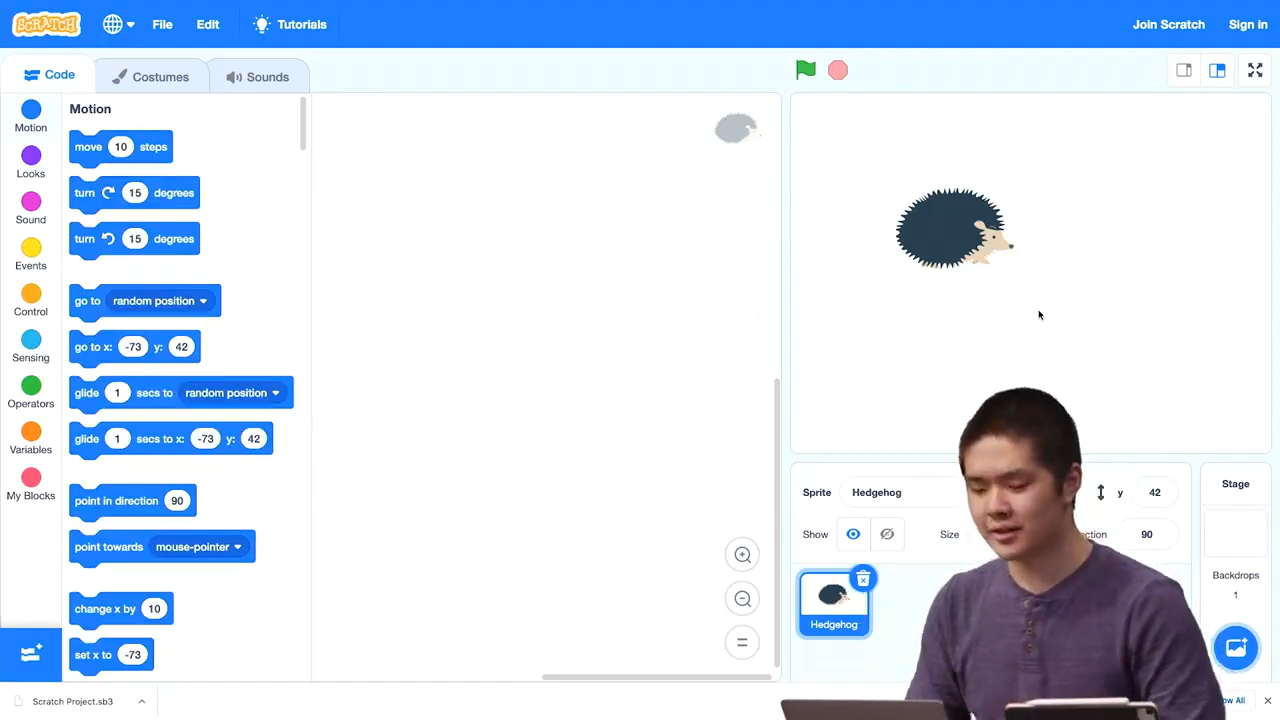 SCRATCH File Edit Tutorials Join Scratch Sign in
Code Costumes Sounds
Motion
Looks
Sound
Events
Control
Sensing
Operators
Variables
My Blocks
Motion
move 10 steps
turn 15 degrees
turn 15 degrees
go to random position
go to x: -73 y: 42
glide 1 secs to random position
glide 1 secs to x: -73 y: 42
point in direction 90
point towards mouse-pointer
change x by 10
set x to -73
Sprite Hedgehog y 42
Show Size 90
Hedgehog
Stage
Backdrops
1
Scratch Project.sb3
All